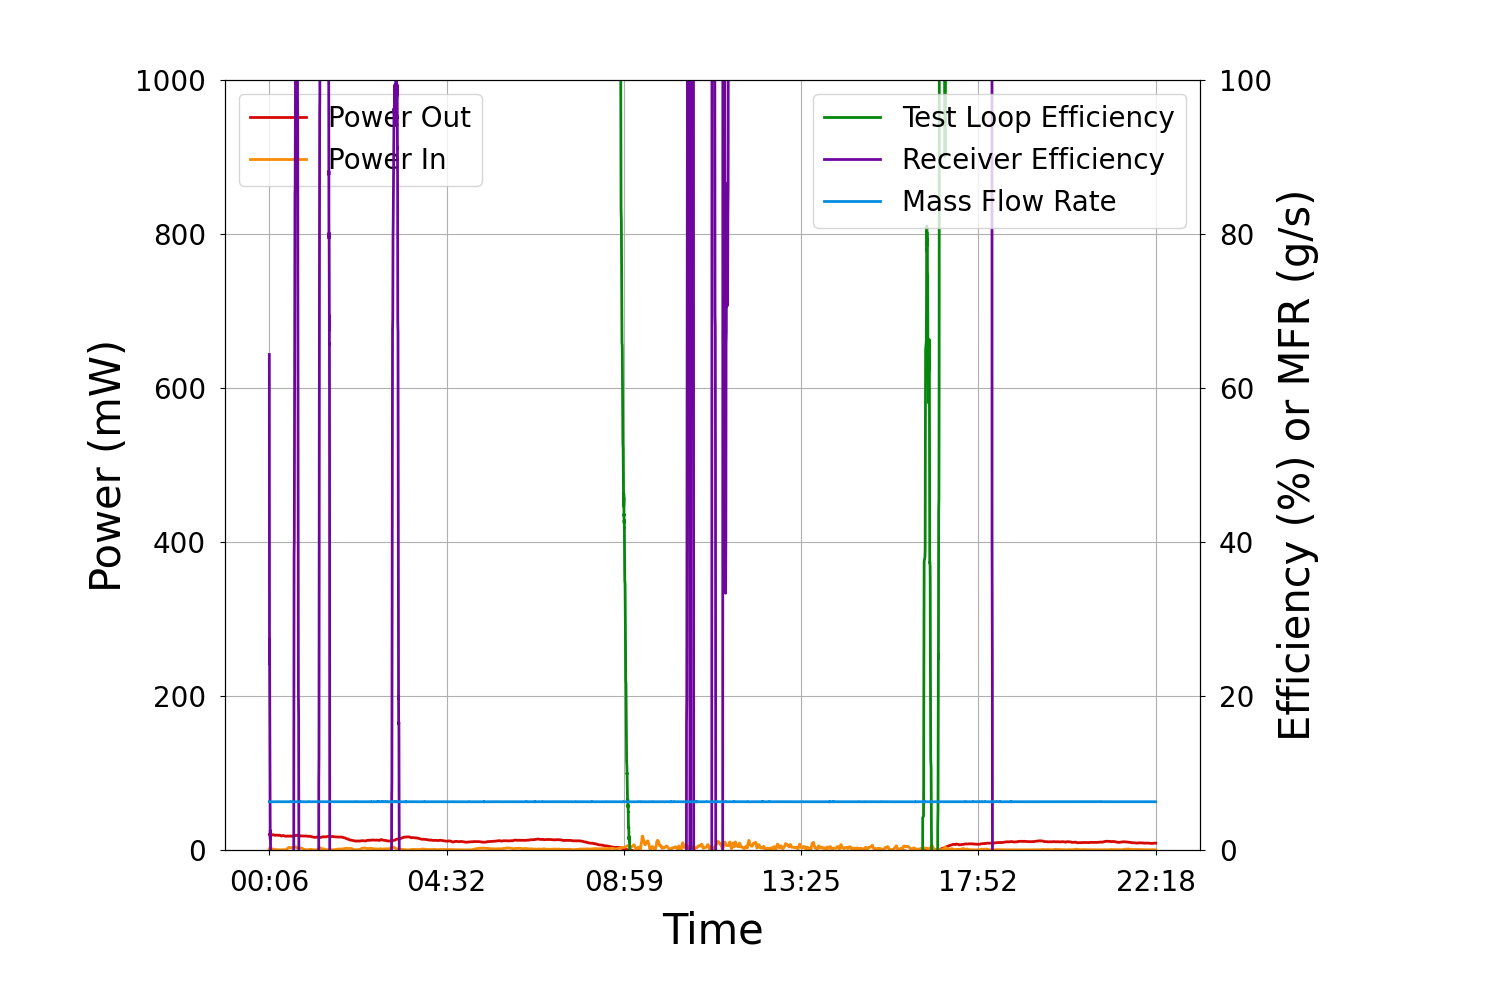 1000
800
600
400
200
0
Power (mW)
Power Out
Power In
Test Loop Efficiency
Receiver Efficiency
Mass Flow Rate
100
80
60
40
20
0
Efficiency (%) or MFR (g/s)
00:06 04:32 08:59 13:25 17:52 22:18
Time